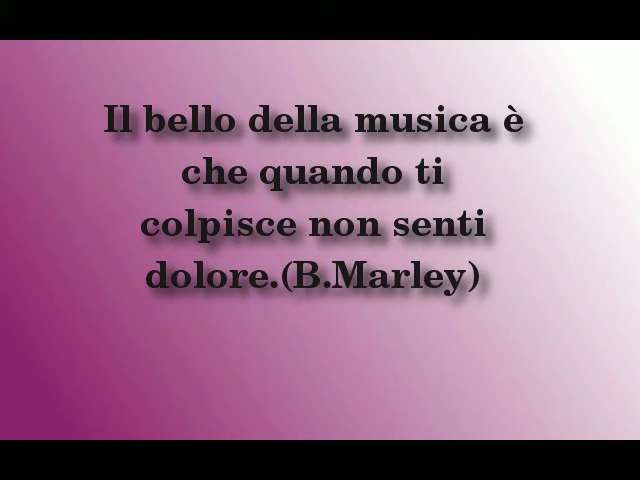 Il bello della musica è
che quando ti
colpisce non senti
dolore.(B.Marley)